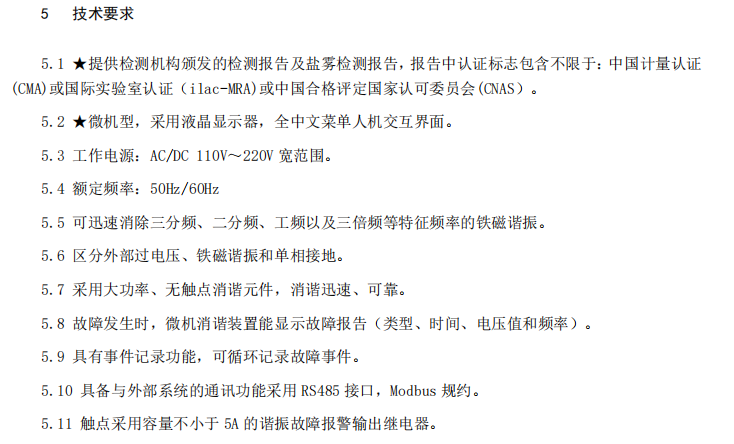 5 技术要求
5.1 ★提供检测机构颁发的检测报告及盐雾检测报告，报告中认证标志包含不限于：中国计量认证
(CMA)或国际实验室认证（ilac-MRA)或中国合格评定国家认可委员会(CNAS）。
5.2 ★微机型，采用液晶显示器，全中文菜单人机交互界面。
5.3 工作电源：AC/DC 110V～220V 宽范围。
5.4 额定频率：50Hz/60Hz
5.5 可迅速消除三分频、二分频、工频以及三倍频等特征频率的铁磁谐振。
5.6 区分外部过电压、铁磁谐振和单相接地。
5.7 采用大功率、无触点消谐元件，消谐迅速、可靠。
5.8 故障发生时，微机消谐装置能显示故障报告（类型、时间、电压值和频率）。
5.9 具有事件记录功能，可循环记录故障事件。
5.10 具备与外部系统的通讯功能采用 RS485 接口，Modbus 规约。
5.11 触点采用容量不小于 5A 的谐振故障报警输出继电器。